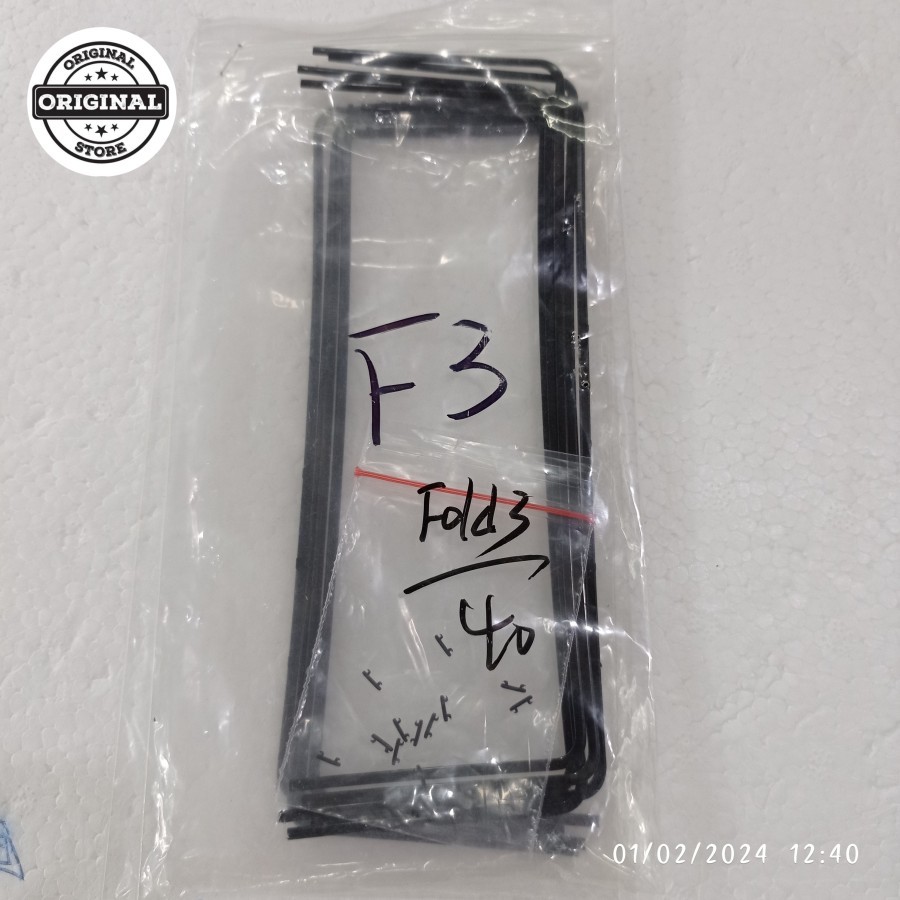 ORIGINAL
ORIGINAL
STORE
F3
Fold3
40
01/02/2024 12:40